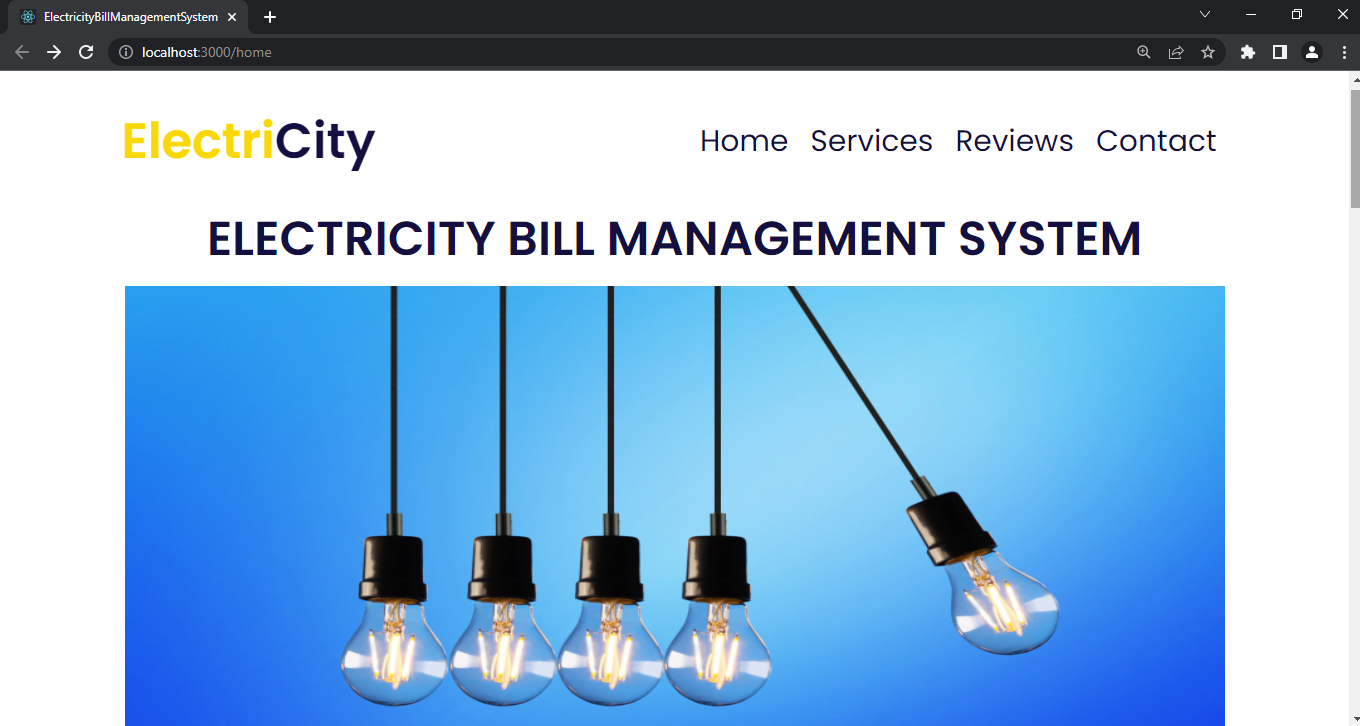 ElectricityBillManagementSystem
localhost:3000/home
ElectriCity
Home Services Reviews Contact
ELECTRICITY BILL MANAGEMENT SYSTEM